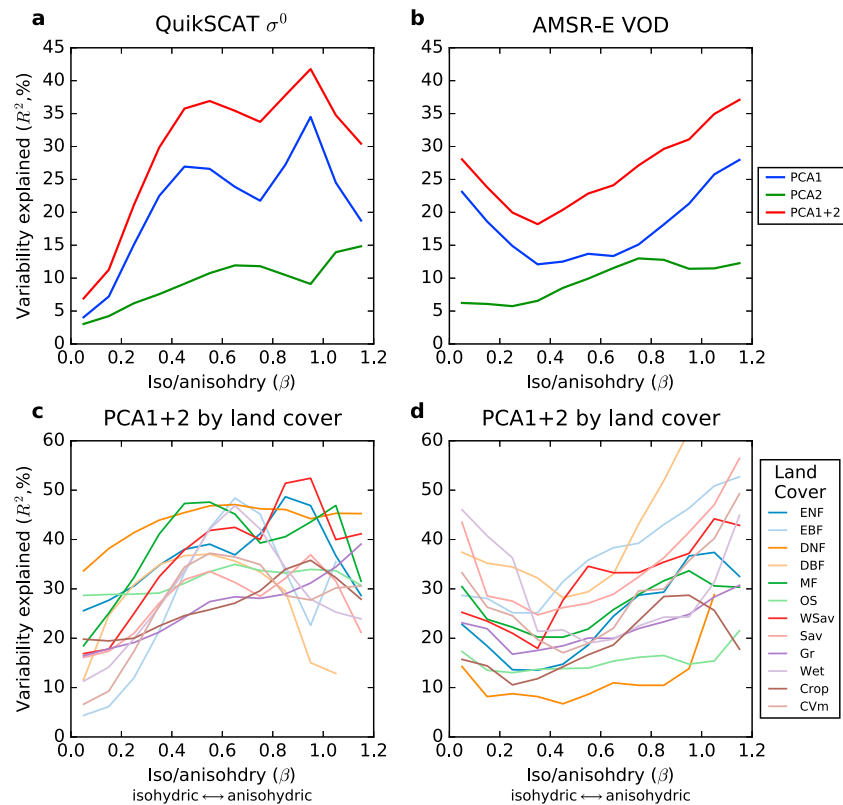 a
QuikSCAT σ⁰
Variability explained (R²,%)
45
40
35
30
25
20
15
10
5
0
0.0 0.2 0.4 0.6 0.8 1.0 1.2
Iso/anisohdry (β)
b
AMSR-E VOD
45
40
35
30
25
20
15
10
5
0
0.0 0.2 0.4 0.6 0.8 1.0 1.2
Iso/anisohdry (β)
PCA1
PCA2
PCA1+2
c
PCA1+2 by land cover
Variability explained (R²,%)
60
50
40
30
20
10
0
0.0 0.2 0.4 0.6 0.8 1.0 1.2
Iso/anisohdry (β)
isohydric ⟷ anisohydric
d
PCA1+2 by land cover
60
50
40
30
20
10
0
0.0 0.2 0.4 0.6 0.8 1.0 1.2
Iso/anisohdry (β)
isohydric ⟷ anisohydric
Land
Cover
ENF
EBF
DNF
DBF
MF
OS
WSav
Sav
Gr
Wet
Crop
CVm